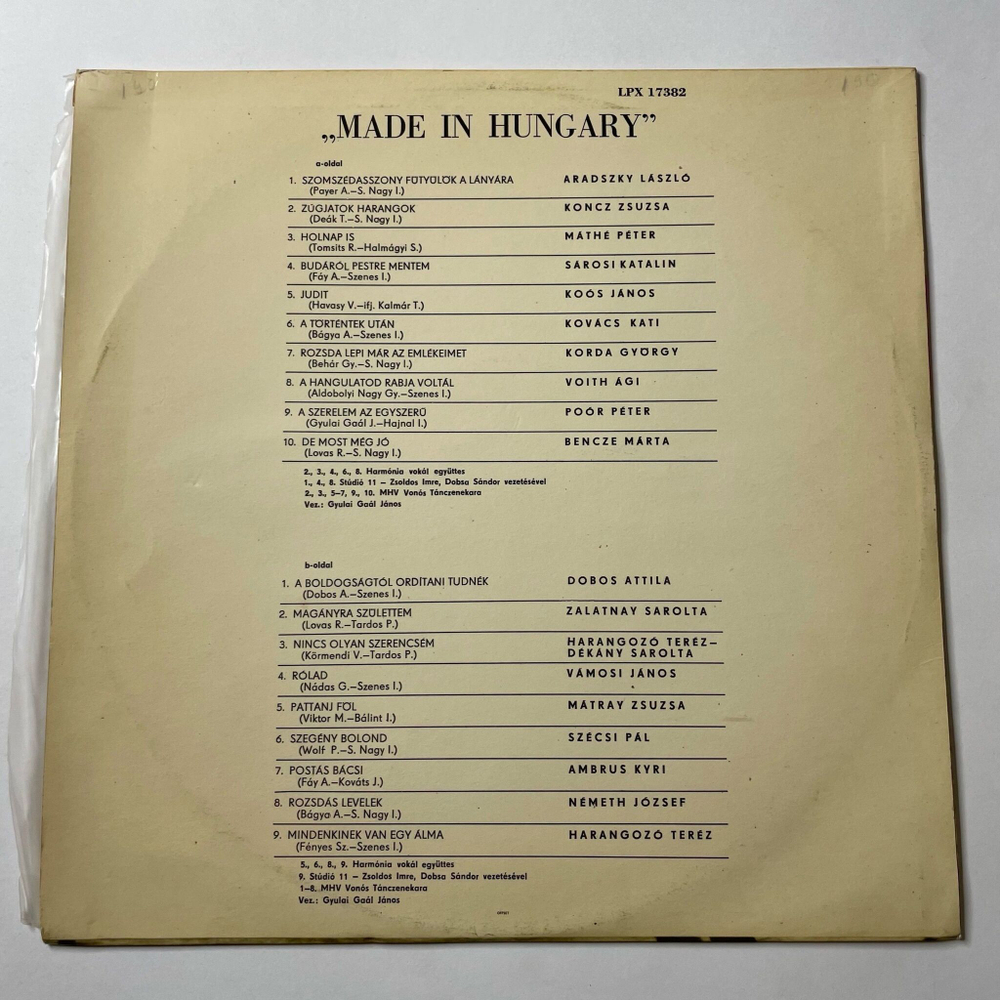 LPX 17382
„MADE IN HUNGARY”
a-oldal
1. SZOMSZÉDASSZONY FÜTYÜLÖK A LÁNYÁRA ARADSZKY LÁSZLÓ
(Payer A.–S. Nagy I.)
2. ZÚGJATOK HARANGOK KONCZ ZSUZSA
(Deák T.–S. Nagy I.)
3. HOLNAP IS MÁTHÉ PÉTER
(Tomsits R.–Halmágyi S.)
4. BUDÁRÓL PESTRE MENTEM SÁROSI KATALIN
(Fáy A.–Szenes I.)
5. JUDIT KOÓS JÁNOS
(Havasy V.–ifj. Kalmár T.)
6. A TÖRTÉNTEK UTÁN KOVÁCS KATI
(Bágya A.–Szenes I.)
7. ROZSDA LEPI MÁR AZ EMLÉKEIMET KORDA GYÖRGY
(Behár Gy.–S. Nagy I.)
8. A HANGULATOD RABJA VOLTÁL VOITH ÁGI
(Aldobolyi Nagy Gy.–Szenes I.)
9. A SZERELEM AZ EGYSZERŰ POÓR PÉTER
(Gyulai Gaál J.–Hajnal I.)
10. DE MOST MÉG JÓ BENCZE MÁRTA
(Lovas R.–S. Nagy I.)
2., 3., 4., 6., 8. Harmónia vokál együttes
1., 4., 8. Stúdió 11 – Zsoldos Imre, Dobsa Sándor vezetésével
2., 3., 5–7, 9., 10. MHV Vonós Tánczenekara
Vez.: Gyulai Gaál János
b-oldal
1. A BOLDOGSÁGTÓL ORDÍTANI TUDNÉK DOBOS ATTILA
(Dobos A.–Szenes I.)
2. MAGÁNYRA SZÜLETTEM ZALATNAY SAROLTA
(Lovas R.–Tardos P.)
3. NINCS OLYAN SZERENCSÉM HARANGOZÓ TERÉZ–
DÉKÁNY SAROLTA
(Körmendi V.–Tardos P.)
4. RÓLAD VÁMOSI JÁNOS
(Nádas G.–Szenes I.)
5. PATTANJ FÖL MÁTRAY ZSUZSA
(Viktor M.–Bálint I.)
6. SZEGÉNY BOLOND SZÉCSI PÁL
(Wolf P.–S. Nagy I.)
7. POSTÁS BÁCSI AMBRUS KYRI
(Fáy A.–Kováts J.)
8. ROZSDÁS LEVELEK NÉMETH JÓZSEF
(Bágya A.–S. Nagy I.)
9. MINDENKINEK VAN EGY ÁLMA HARANGOZÓ TERÉZ
(Fényes Sz.–Szenes I.)
5., 6., 8., 9. Harmónia vokál együttes
9. Stúdió 11 – Zsoldos Imre, Dobsa Sándor vezetésével
1–8. MHV Vonós Tánczenekara
Vez.: Gyulai Gaál János